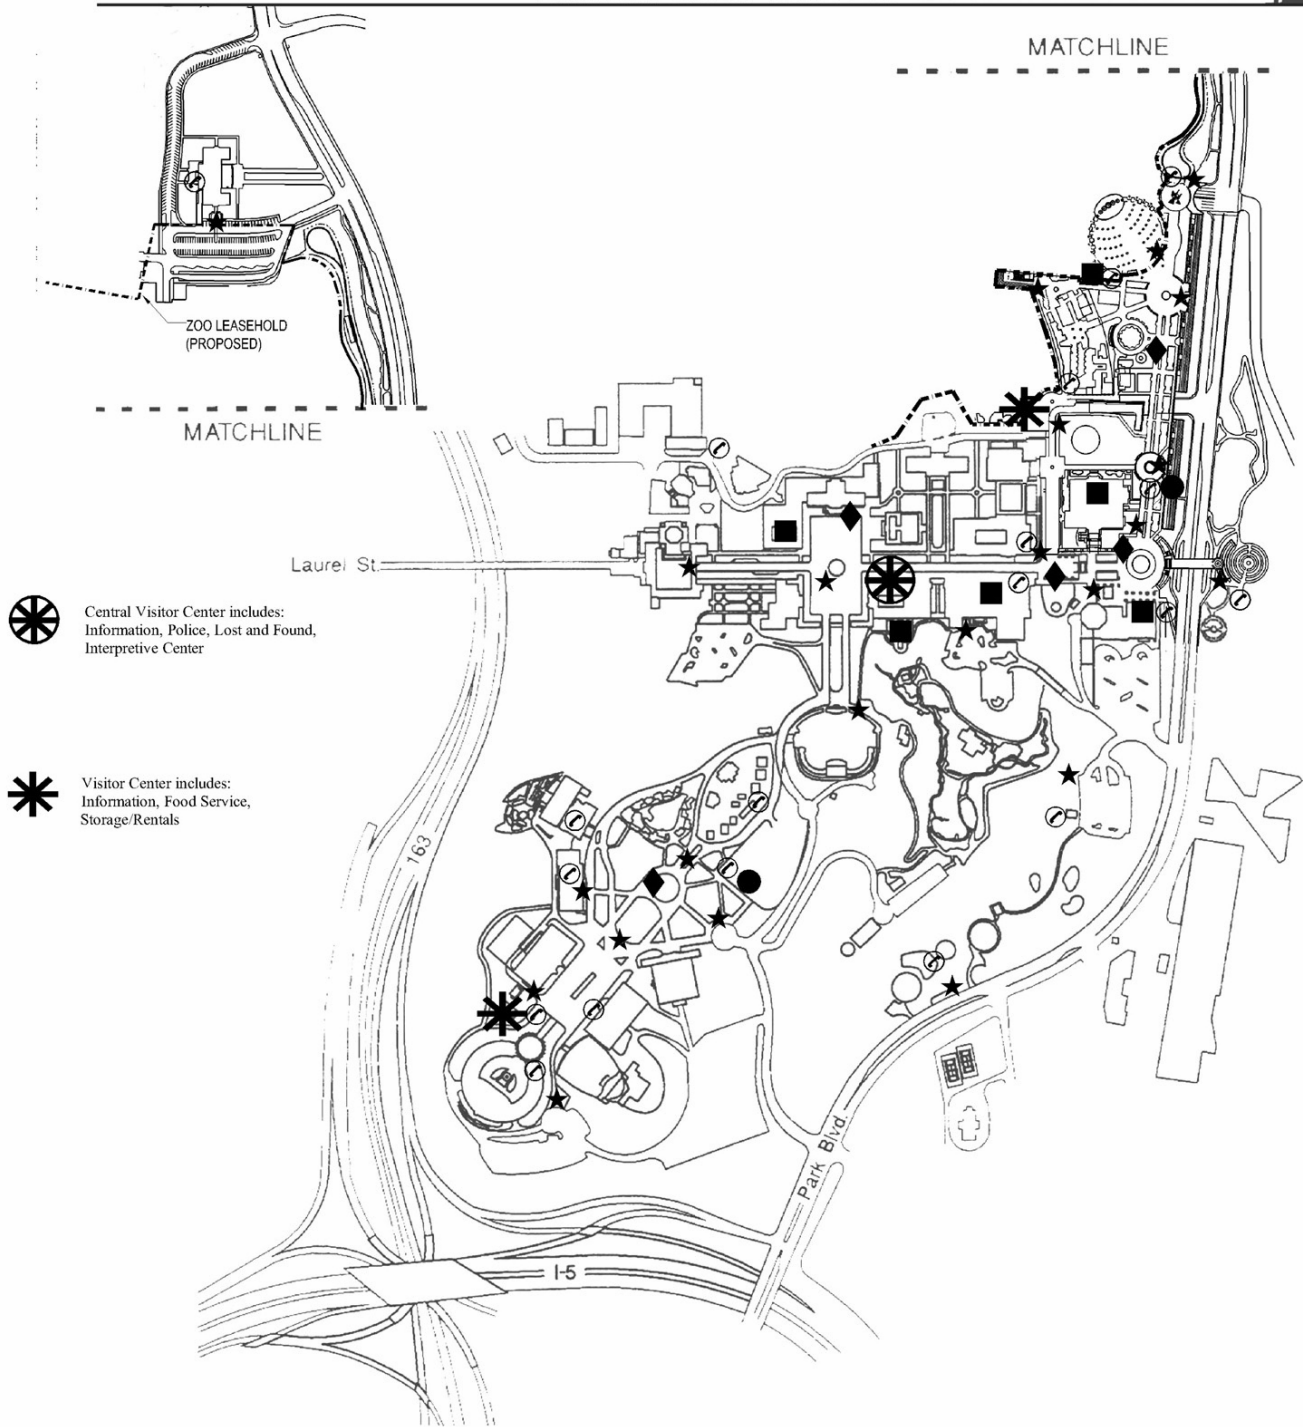 MATCHLINE
ZOO LEASEHOLD
(PROPOSED)
MATCHLINE
Laurel St.
Central Visitor Center includes:
Information, Police, Lost and Found,
Interpretive Center
Visitor Center includes:
Information, Food Service,
Storage/Rentals
163
Park Blvd.
I-5